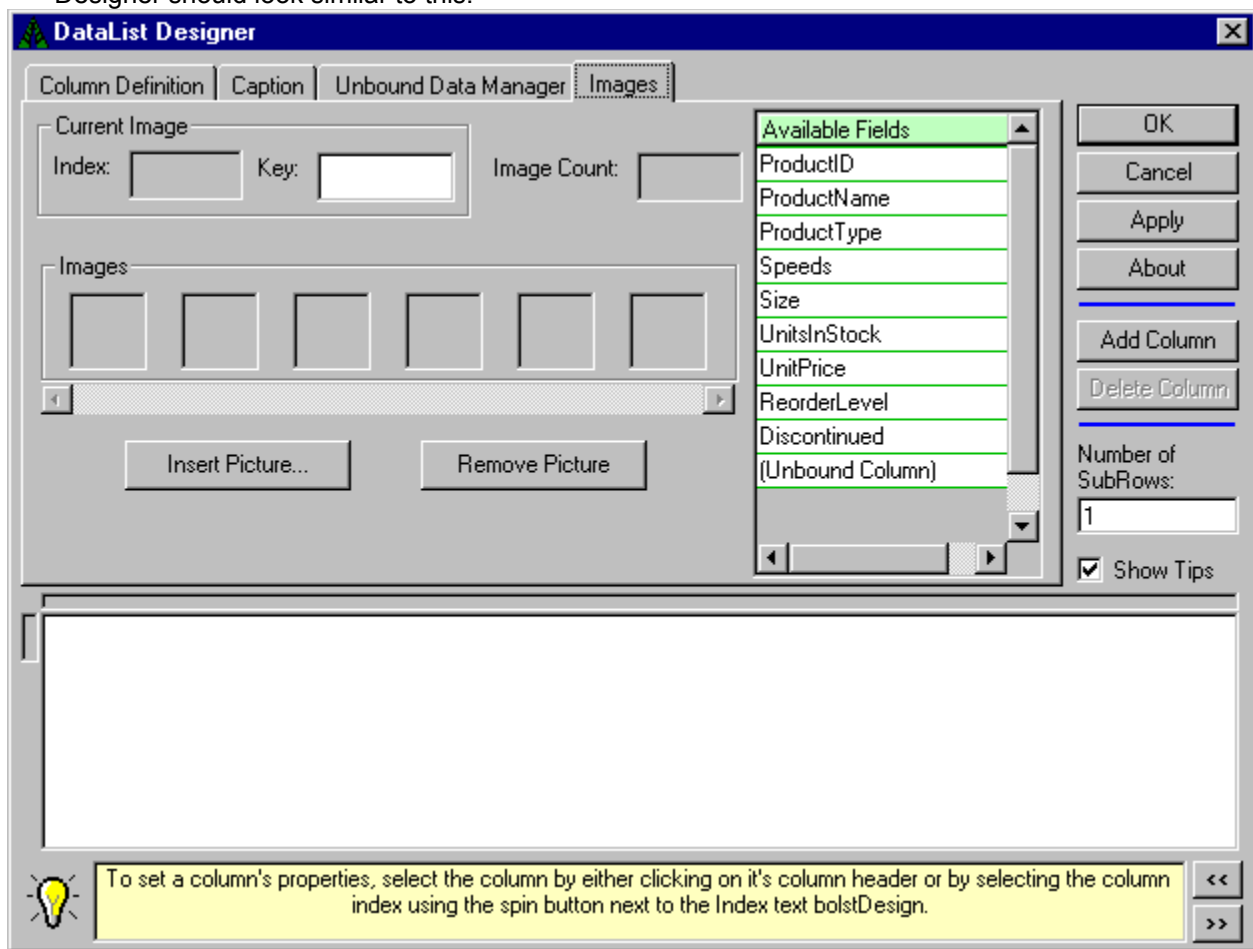 Designer should look similar to this:
DataList Designer
Column Definition
Caption
Unbound Data Manager
Images
Current Image
Index:
Key:
Image Count:
Images
Insert Picture...
Remove Picture
Available Fields
ProductID
ProductName
ProductType
Speeds
Size
UnitsInStock
UnitPrice
ReorderLevel
Discontinued
(Unbound Column)
OK
Cancel
Apply
About
Add Column
Delete Column
Number of
SubRows:
1
Show Tips
To set a column's properties, select the column by either clicking on it's column header or by selecting the column
index using the spin button next to the Index text bolstDesign.
<<
>>